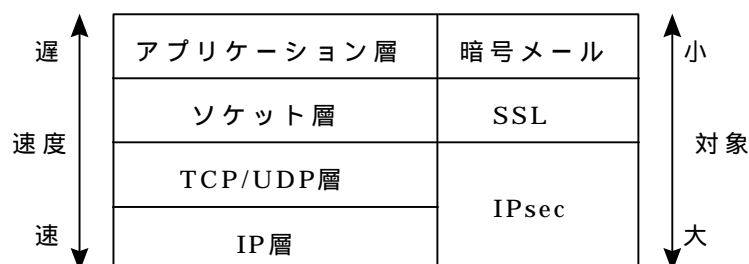 遅 アプリケーション層 暗号メール 小
ソケット層 SSL
速度 対象
TCP/UDP層
IPsec
速 IP層 大